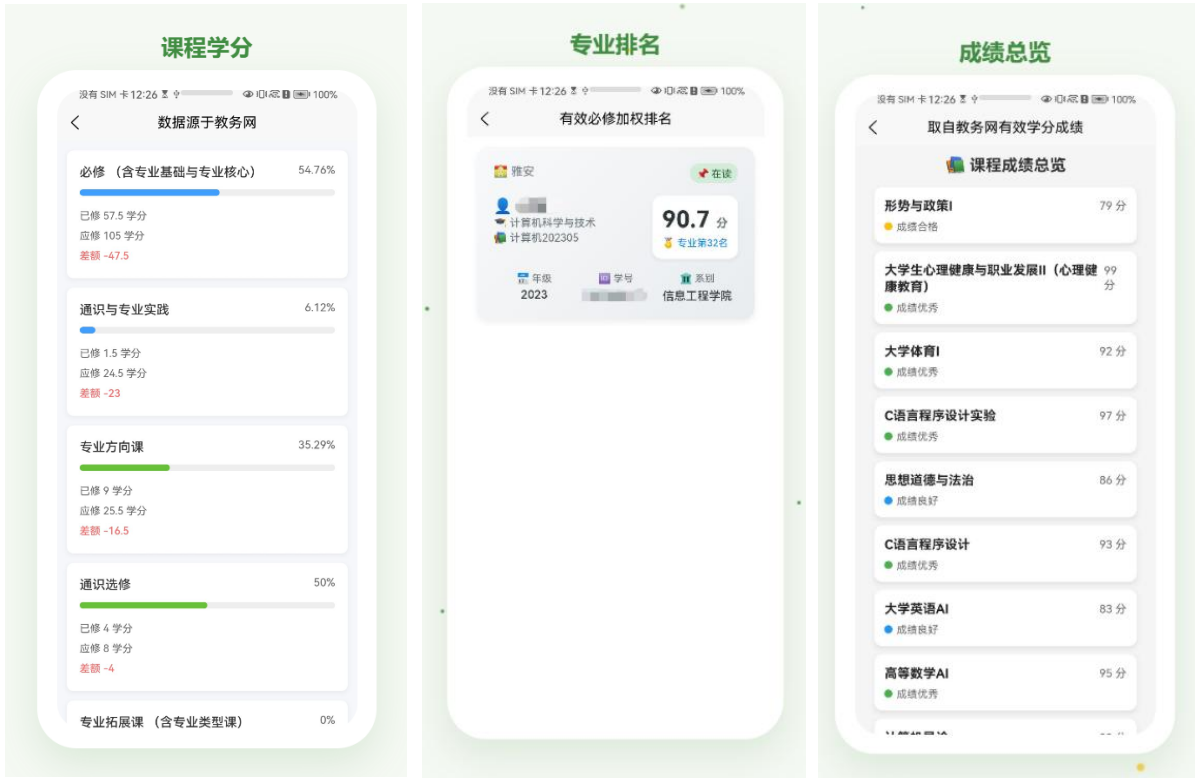 课程学分
没有 SIM 卡 12:26
100%
数据源于教务网
必修 （含专业基础与专业核心）
54.76%
已修 57.5 学分
应修 105 学分
差额 -47.5
通识与专业实践
6.12%
已修 1.5 学分
应修 24.5 学分
差额 -23
专业方向课
35.29%
已修 9 学分
应修 25.5 学分
差额 -16.5
通识选修
50%
已修 4 学分
应修 8 学分
差额 -4
专业拓展课 （含专业类型课）
0%
专业排名
没有 SIM 卡 12:26
100%
有效必修加权排名
雅安
在读
计算机科学与技术
计算机202305
90.7 分
专业第32名
年级
学号
系别
2023
信息工程学院
成绩总览
没有 SIM 卡 12:26
100%
取自教务网有效学分成绩
课程成绩总览
形势与政策I
79 分
成绩合格
大学生心理健康与职业发展II（心理健
康教育）
99
分
成绩优秀
大学体育I
92 分
成绩优秀
C语言程序设计实验
97 分
成绩优秀
思想道德与法治
86 分
成绩良好
C语言程序设计
93 分
成绩优秀
大学英语AI
83 分
成绩良好
高等数学AI
95 分
成绩优秀